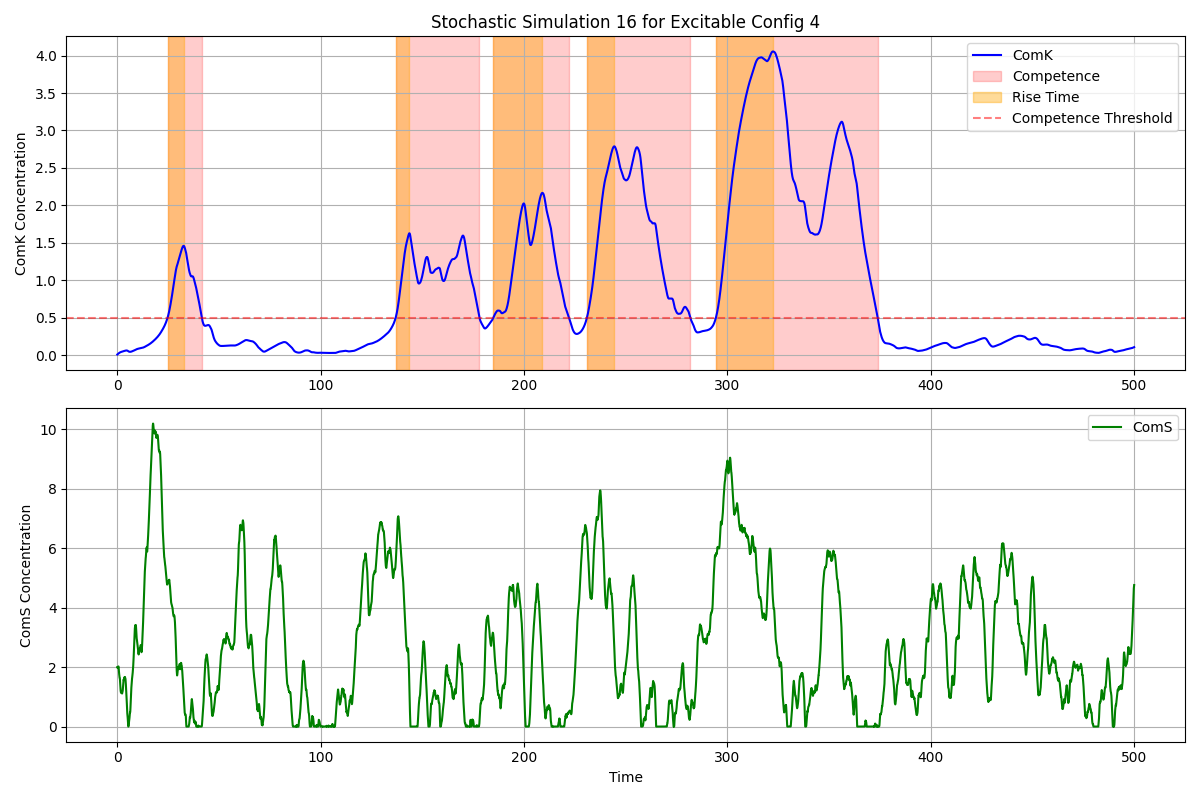 Stochastic Simulation 16 for Excitable Config 4
ComK Concentration
4.0
3.5
3.0
2.5
2.0
1.5
1.0
0.5
0.0
ComK
Competence
Rise Time
Competence Threshold
0 100 200 300 400 500
ComS Concentration
10
8
6
4
2
0
ComS
0 100 200 300 400 500
Time